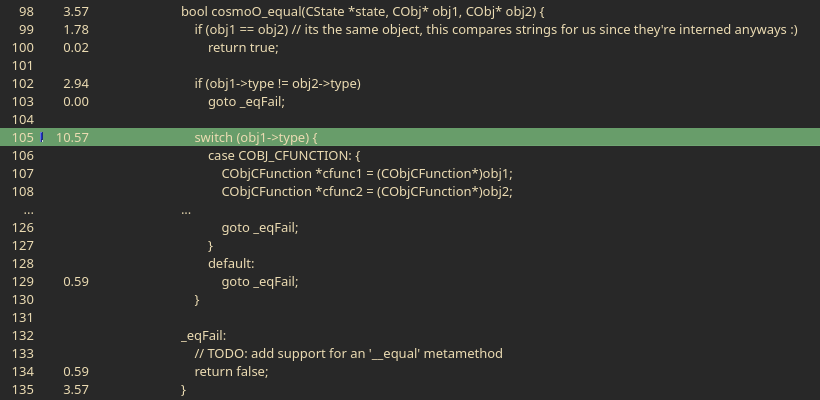 98 3.57 bool cosmoO_equal(CState *state, CObj* obj1, CObj* obj2) {
99 1.78 if (obj1 == obj2) // its the same object, this compares strings for us since they're interned anyways :)
100 0.02 return true;
101
102 2.94 if (obj1->type != obj2->type)
103 0.00 goto _eqFail;
104
105 10.57 switch (obj1->type) {
106 case COBJ_CFUNCTION: {
107 CObjCFunction *cfunc1 = (CObjCFunction*)obj1;
108 CObjCFunction *cfunc2 = (CObjCFunction*)obj2;
... ...
126 goto _eqFail;
127 }
128 default:
129 0.59 goto _eqFail;
130 }
131
132 _eqFail:
133 // TODO: add support for an '__equal' metamethod
134 0.59 return false;
135 3.57 }